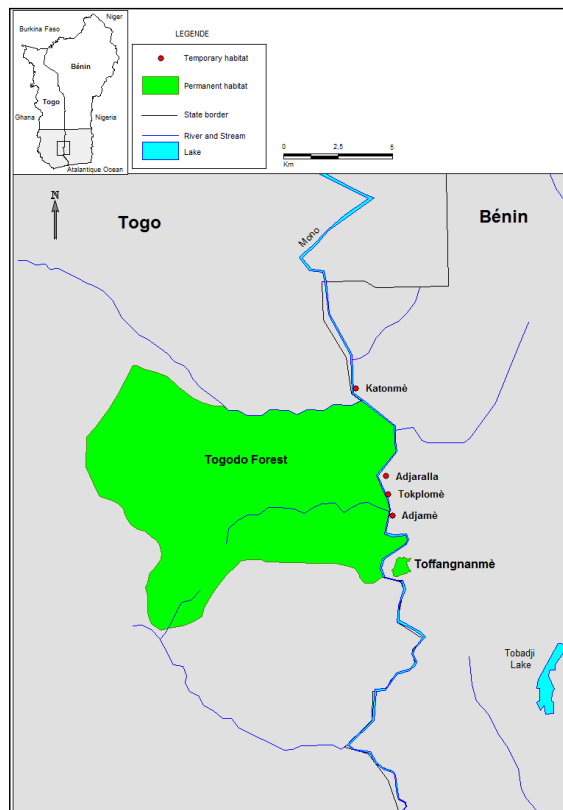 Niger
Burkina Faso
Bénin
Togo
Ghana
Nigeria
Atalantique Ocean
LEGENDE
Temporary habitat
Permanent habitat
State border
River and Stream
Lake
0 2,5 5
Km
N
Togo
Bénin
Mono
Katonmè
Togodo Forest
Adjaralla
Tokplomè
Adjamè
Toffangnanmè
Tobadji
Lake